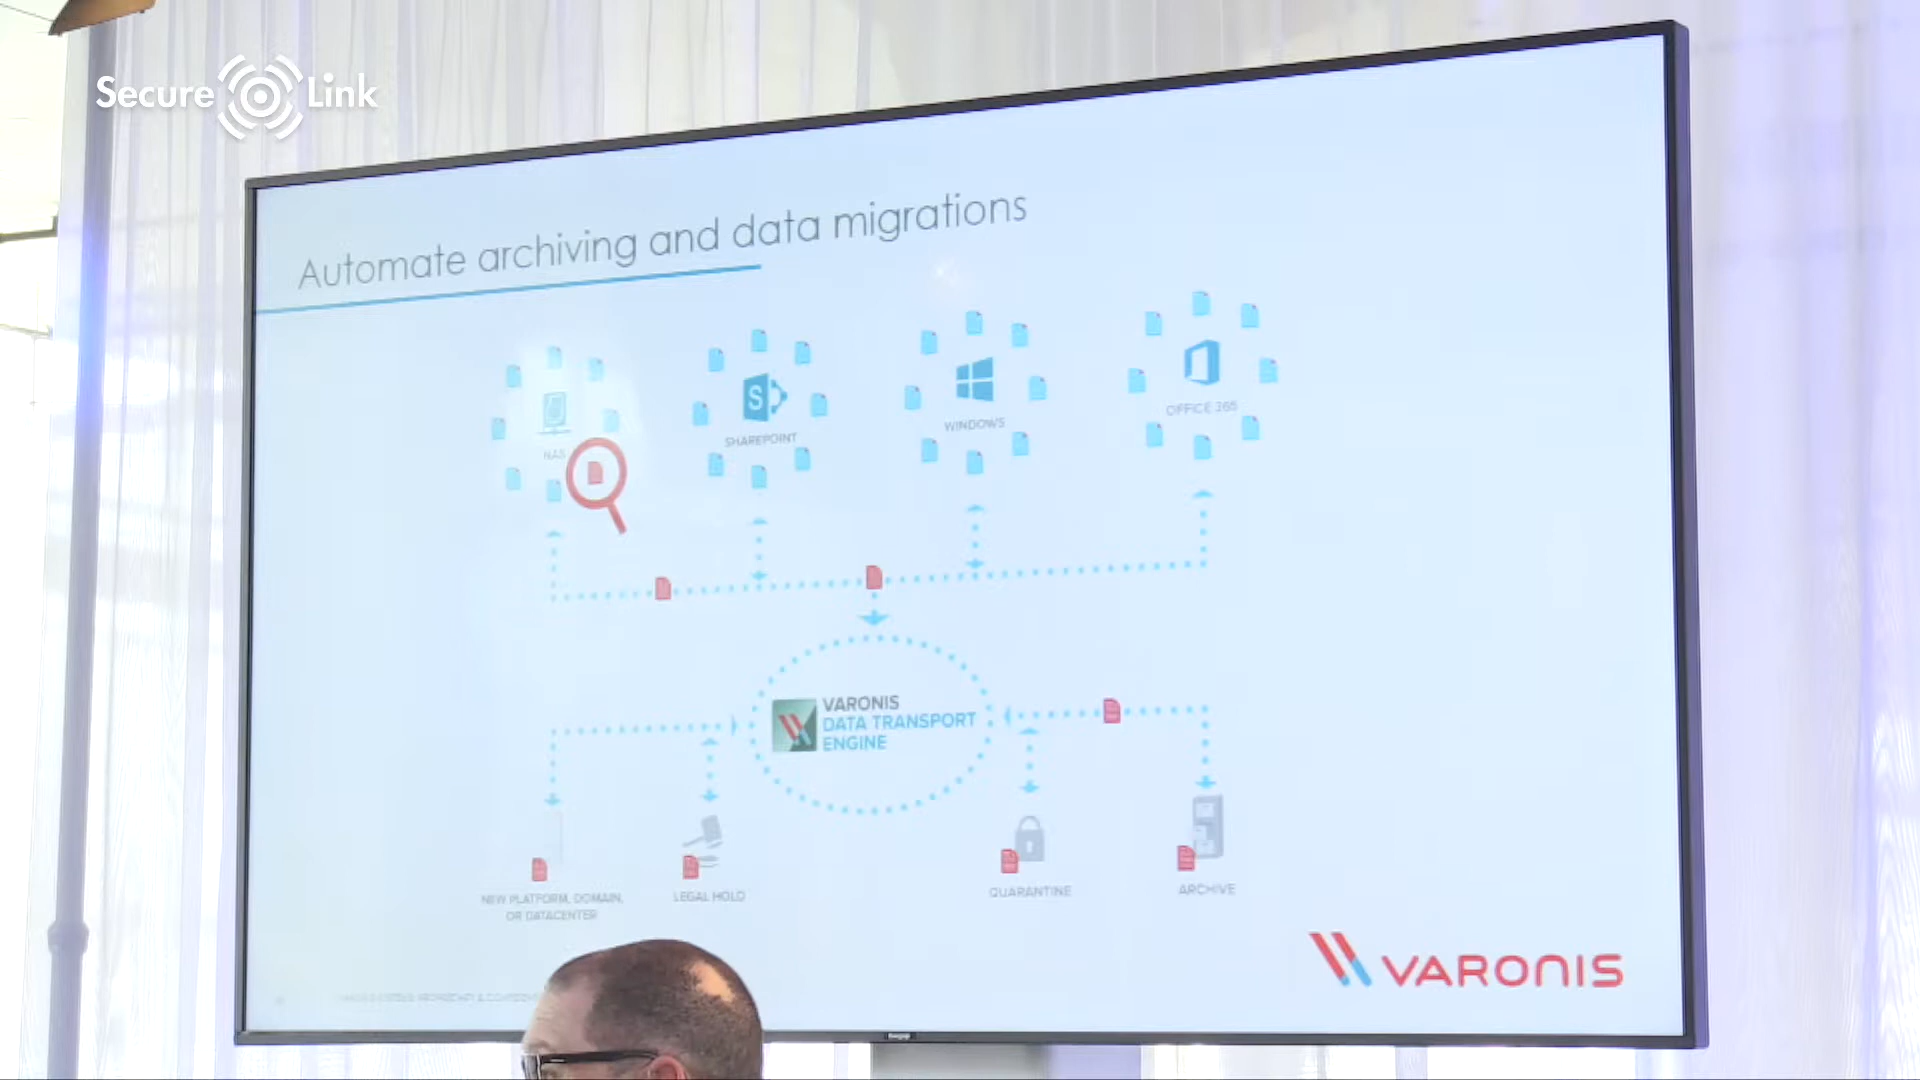 Secure Link
Automate archiving and data migrations
NAS
SHAREPOINT
WINDOWS
OFFICE 365
VARONIS
DATA TRANSPORT
ENGINE
NEW PLATFORM, DOMAIN,
OR DATACENTER
LEGAL HOLD
QUARANTINE
ARCHIVE
VARONIS